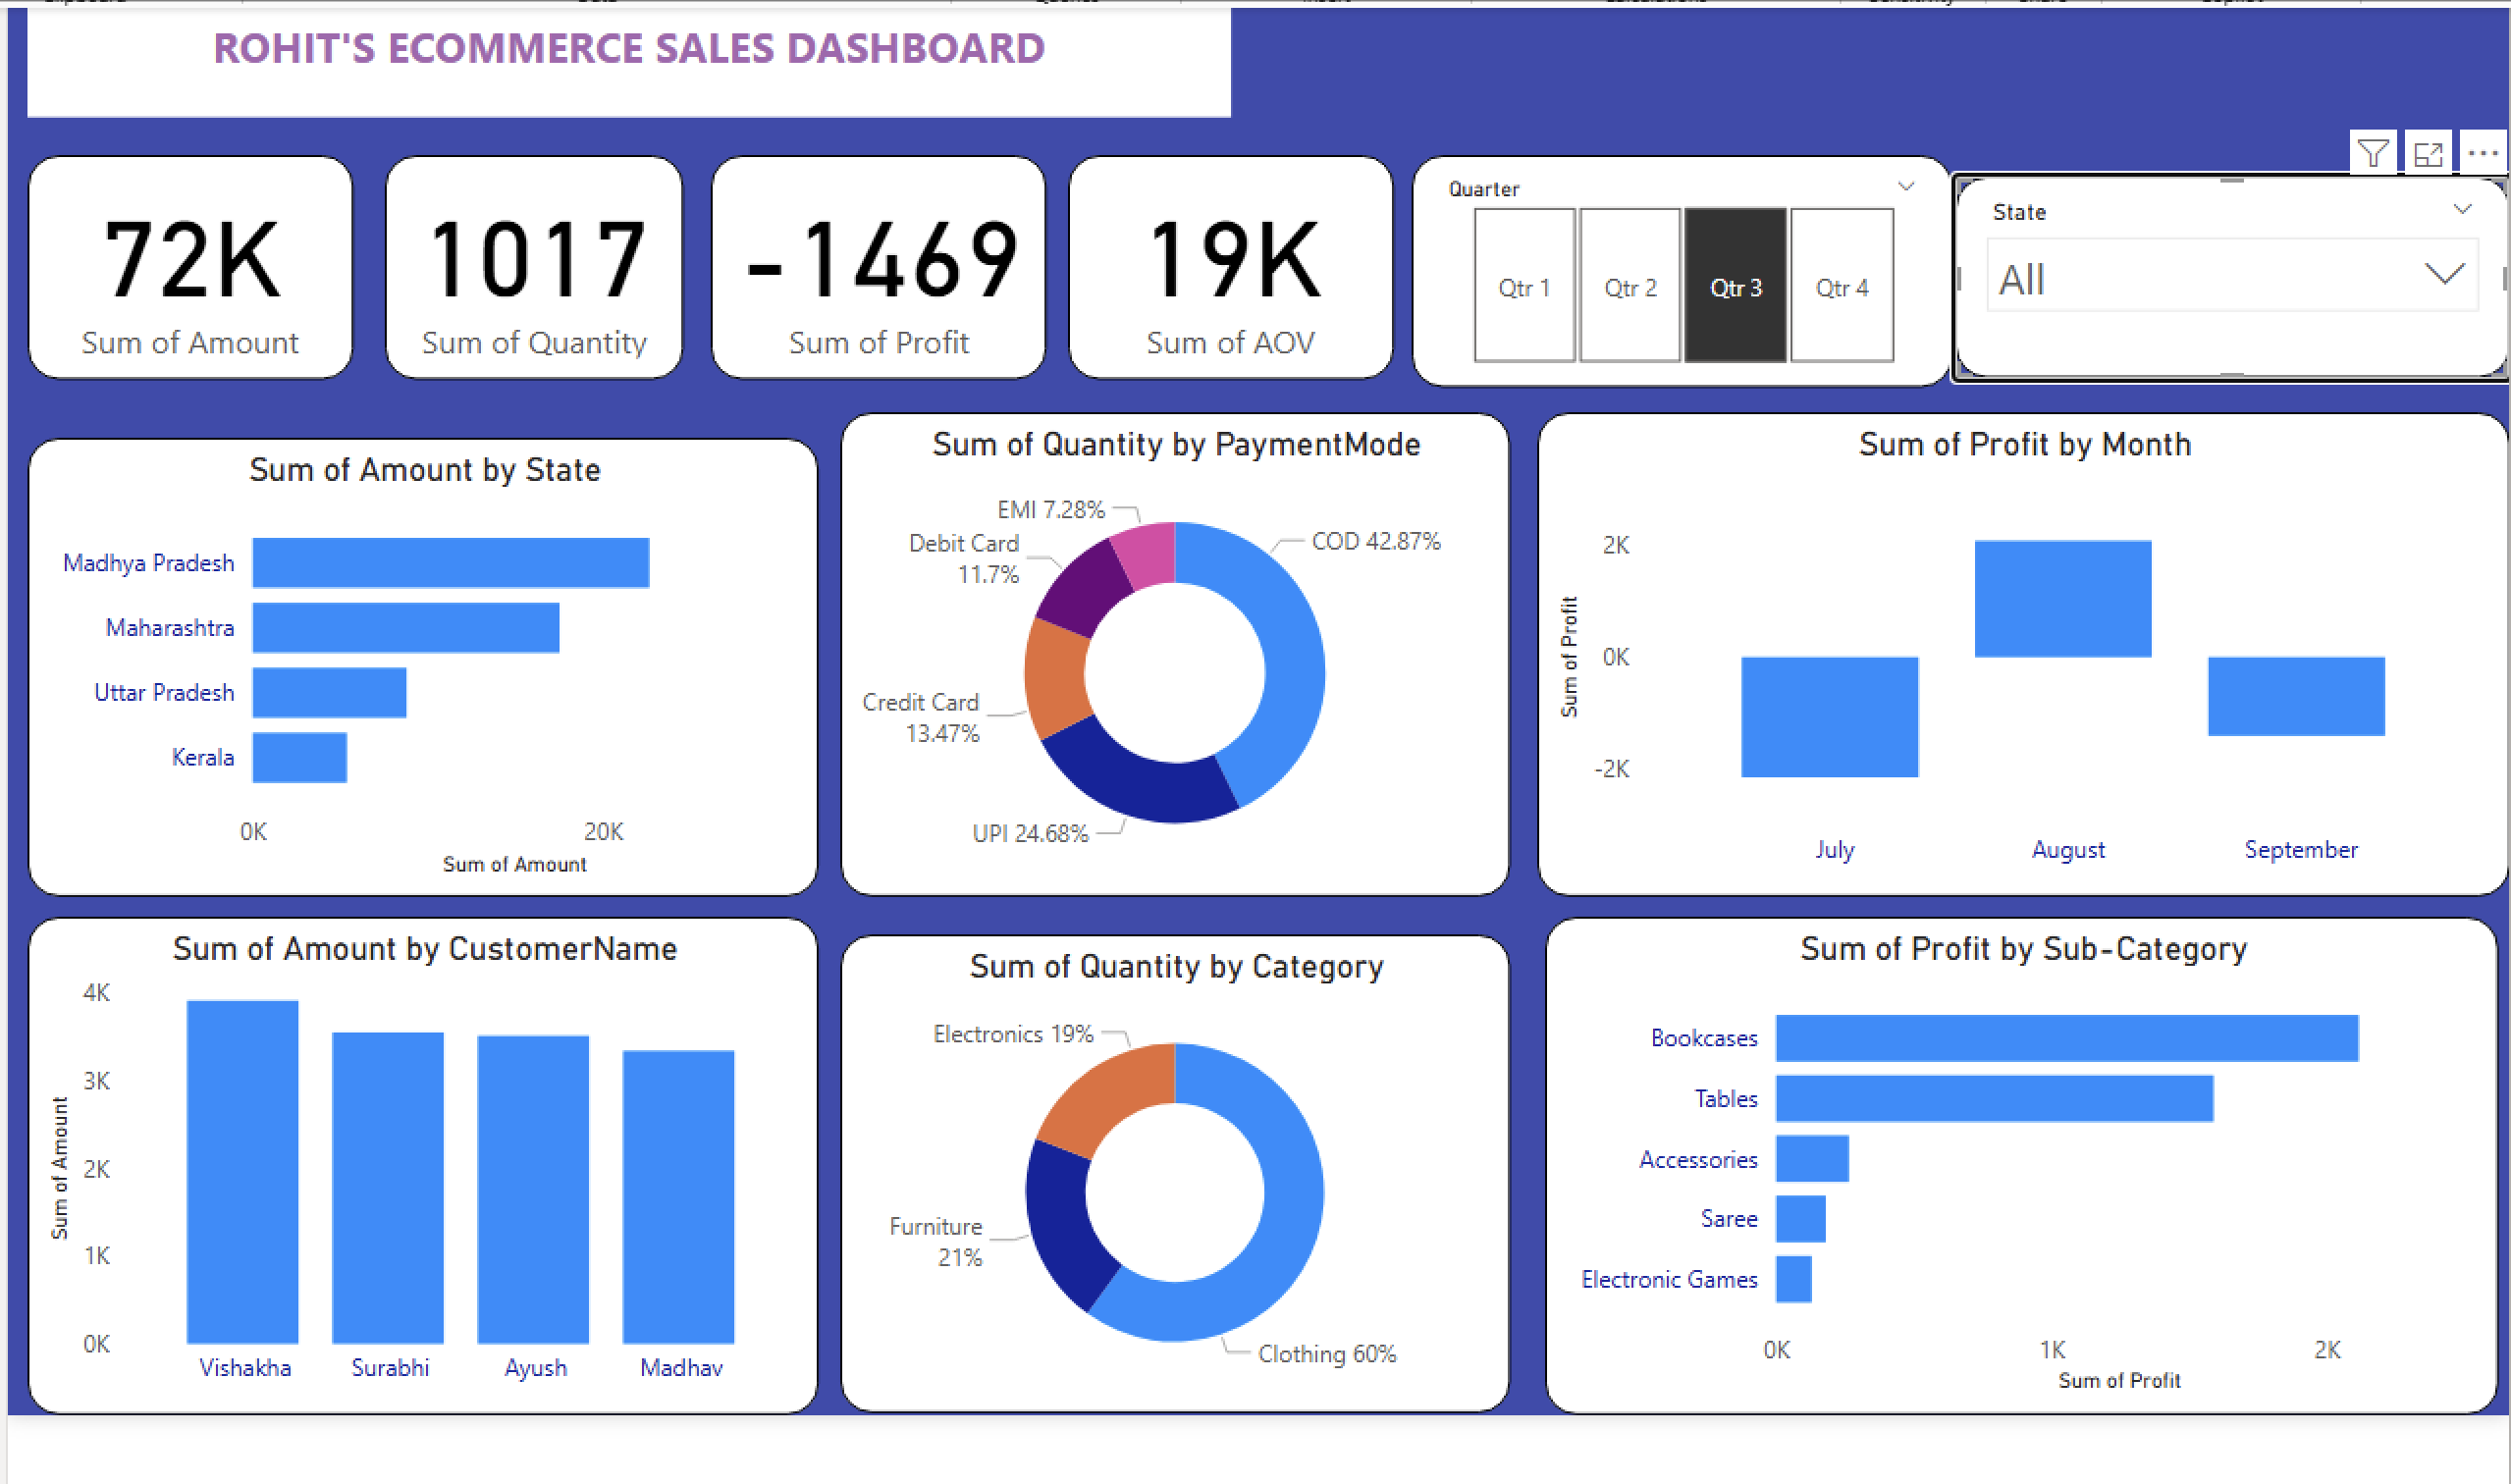 ROHIT'S ECOMMERCE SALES DASHBOARD
72K
Sum of Amount
1017
Sum of Quantity
-1469
Sum of Profit
19K
Sum of AOV
Quarter
Qtr 1
Qtr 2
Qtr 3
Qtr 4
State
All
Sum of Amount by State
Madhya Pradesh
Maharashtra
Uttar Pradesh
Kerala
0K
20K
Sum of Amount
Sum of Quantity by PaymentMode
EMI 7.28%
Debit Card
11.7%
COD 42.87%
Credit Card
13.47%
UPI 24.68%
Sum of Profit by Month
Sum of Profit
2K
0K
-2K
July
August
September
Sum of Amount by CustomerName
Sum of Amount
4K
3K
2K
1K
0K
Vishakha
Surabhi
Ayush
Madhav
Sum of Quantity by Category
Electronics 19%
Furniture
21%
Clothing 60%
Sum of Profit by Sub-Category
Bookcases
Tables
Accessories
Saree
Electronic Games
0K
1K
2K
Sum of Profit